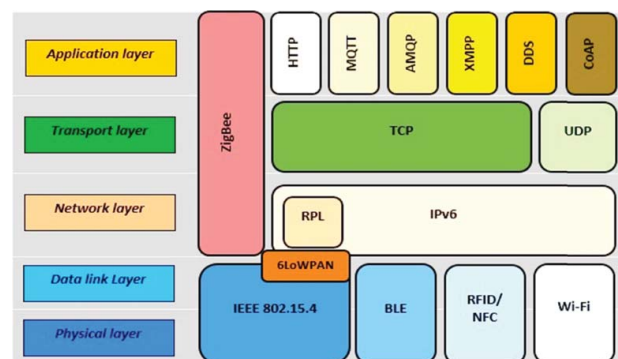 Application layer
ZigBee
HTTP
MQTT
AMQP
XMPP
DDS
CoAP
Transport layer
TCP
UDP
Network layer
RPL
IPv6
6LoWPAN
Data link Layer
IEEE 802.15.4
BLE
RFID/
NFC
Wi-Fi
Physical layer